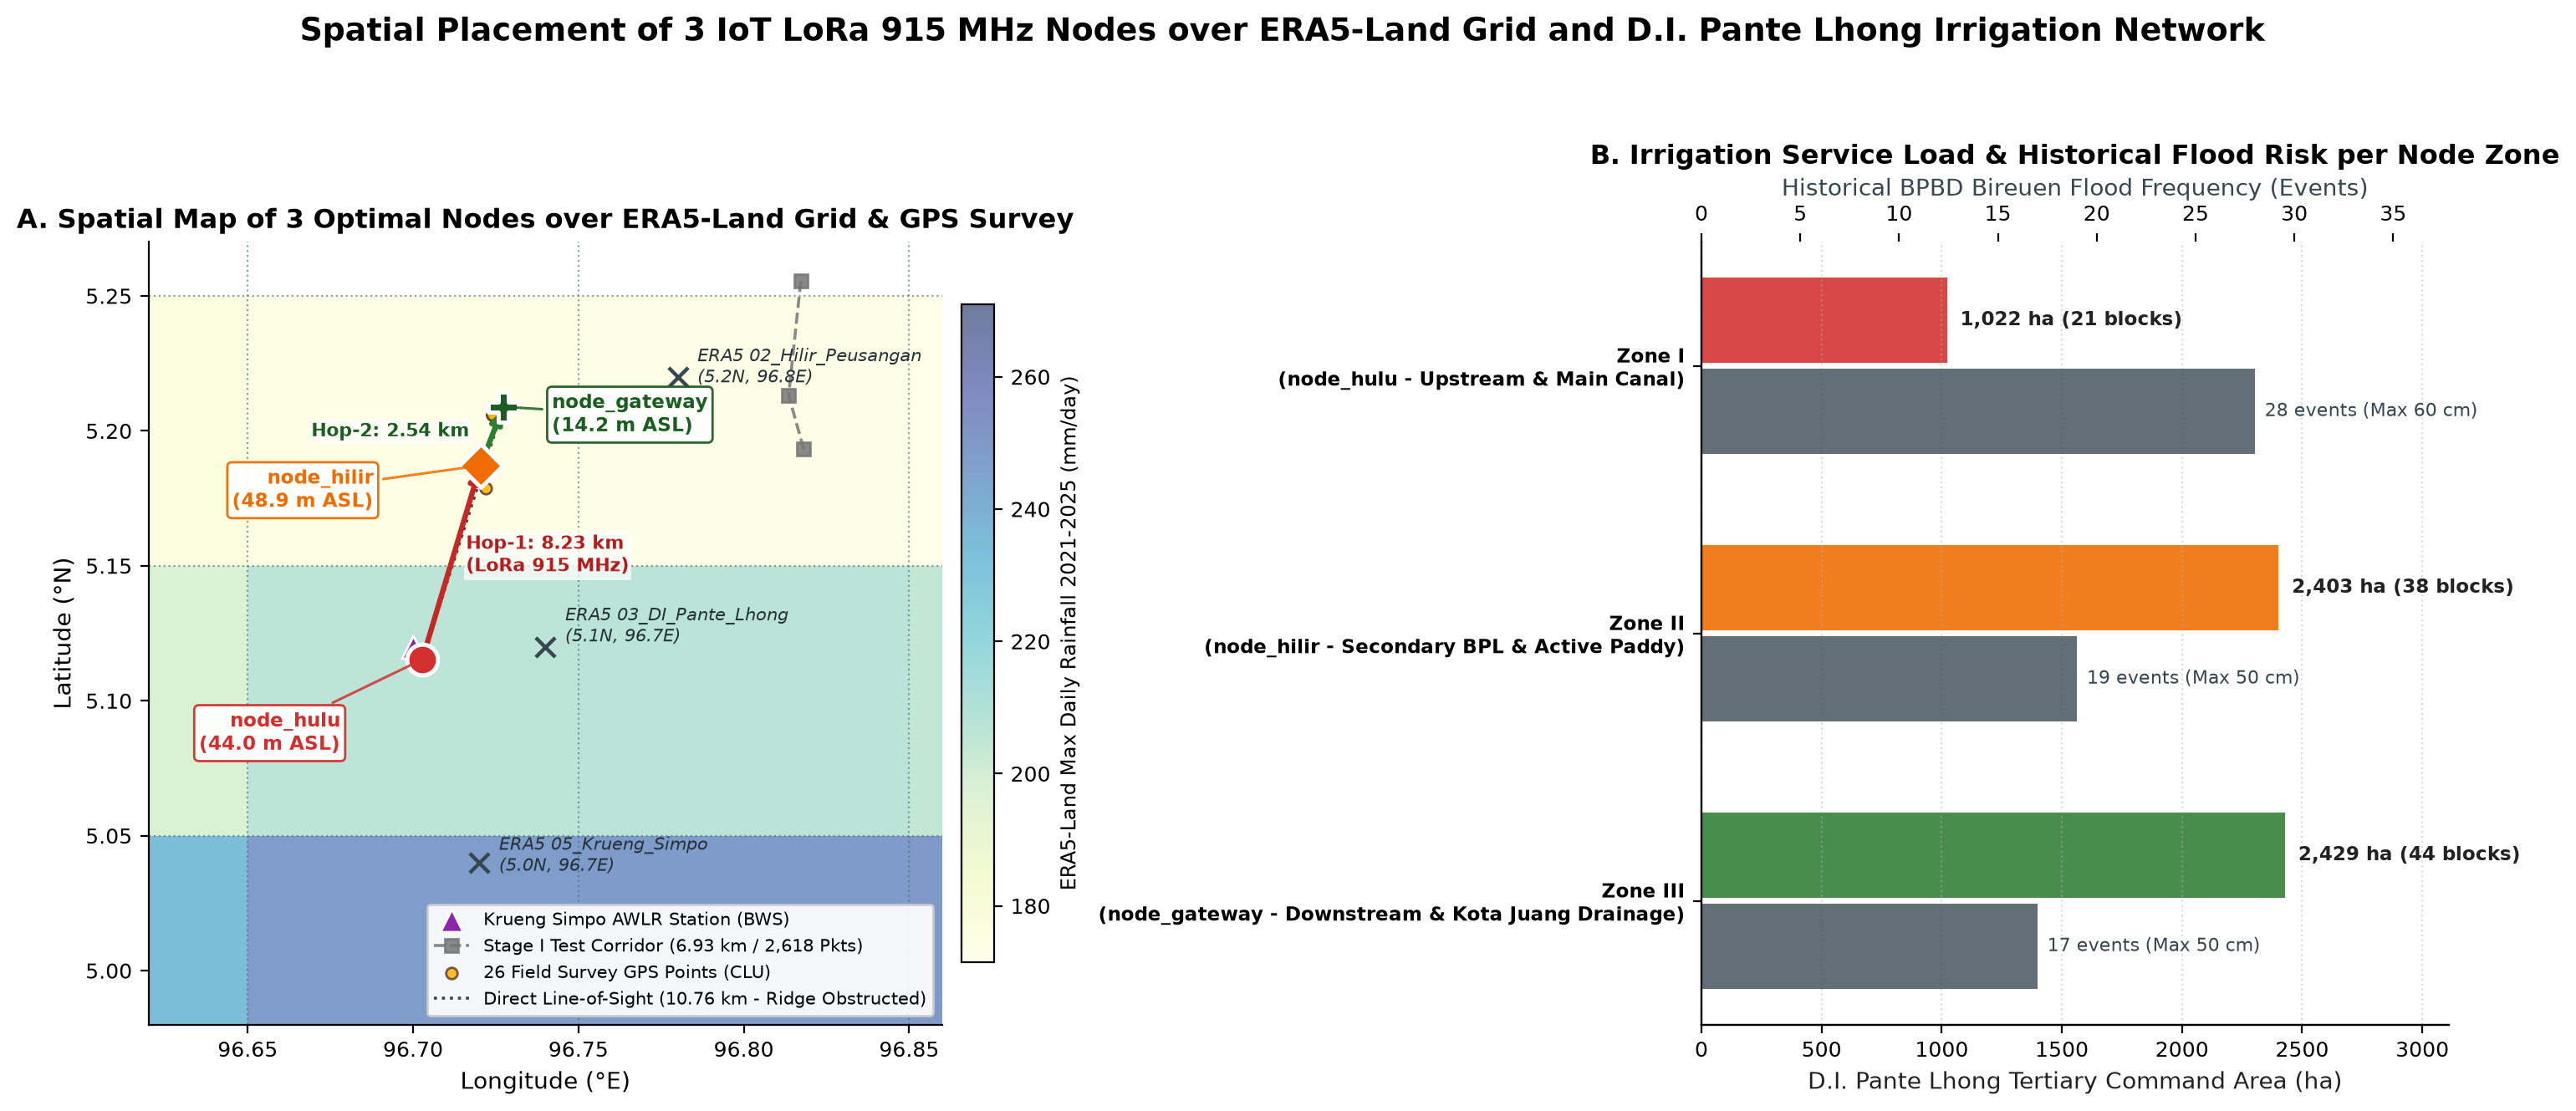 Spatial Placement of 3 IoT LoRa 915 MHz Nodes over ERA5-Land Grid and D.I. Pante Lhong Irrigation Network
A. Spatial Map of 3 Optimal Nodes over ERA5-Land Grid & GPS Survey
Latitude (°N)
5.25
5.20
5.15
5.10
5.05
5.00
ERA5 02_Hilir_Peusangan
(5.2N, 96.8E)
node_gateway
(14.2 m ASL)
Hop-2: 2.54 km
node_hilir
(48.9 m ASL)
Hop-1: 8.23 km
(LoRa 915 MHz)
ERA5 03_DI_Pante_Lhong
(5.1N, 96.7E)
node_hulu
(44.0 m ASL)
ERA5 05_Krueng_Simpo
(5.0N, 96.7E)
Krueng Simpo AWLR Station (BWS)
Stage I Test Corridor (6.93 km / 2,618 Pkts)
26 Field Survey GPS Points (CLU)
Direct Line-of-Sight (10.76 km - Ridge Obstructed)
96.65 96.70 96.75 96.80 96.85
Longitude (°E)
260
240
220
200
180
ERA5-Land Max Daily Rainfall 2021-2025 (mm/day)
B. Irrigation Service Load & Historical Flood Risk per Node Zone
Historical BPBD Bireuen Flood Frequency (Events)
0 5 10 15 20 25 30 35
Zone I
(node_hulu - Upstream & Main Canal)
1,022 ha (21 blocks)
28 events (Max 60 cm)
Zone II
(node_hilir - Secondary BPL & Active Paddy)
2,403 ha (38 blocks)
19 events (Max 50 cm)
Zone III
(node_gateway - Downstream & Kota Juang Drainage)
2,429 ha (44 blocks)
17 events (Max 50 cm)
0 500 1000 1500 2000 2500 3000
D.I. Pante Lhong Tertiary Command Area (ha)